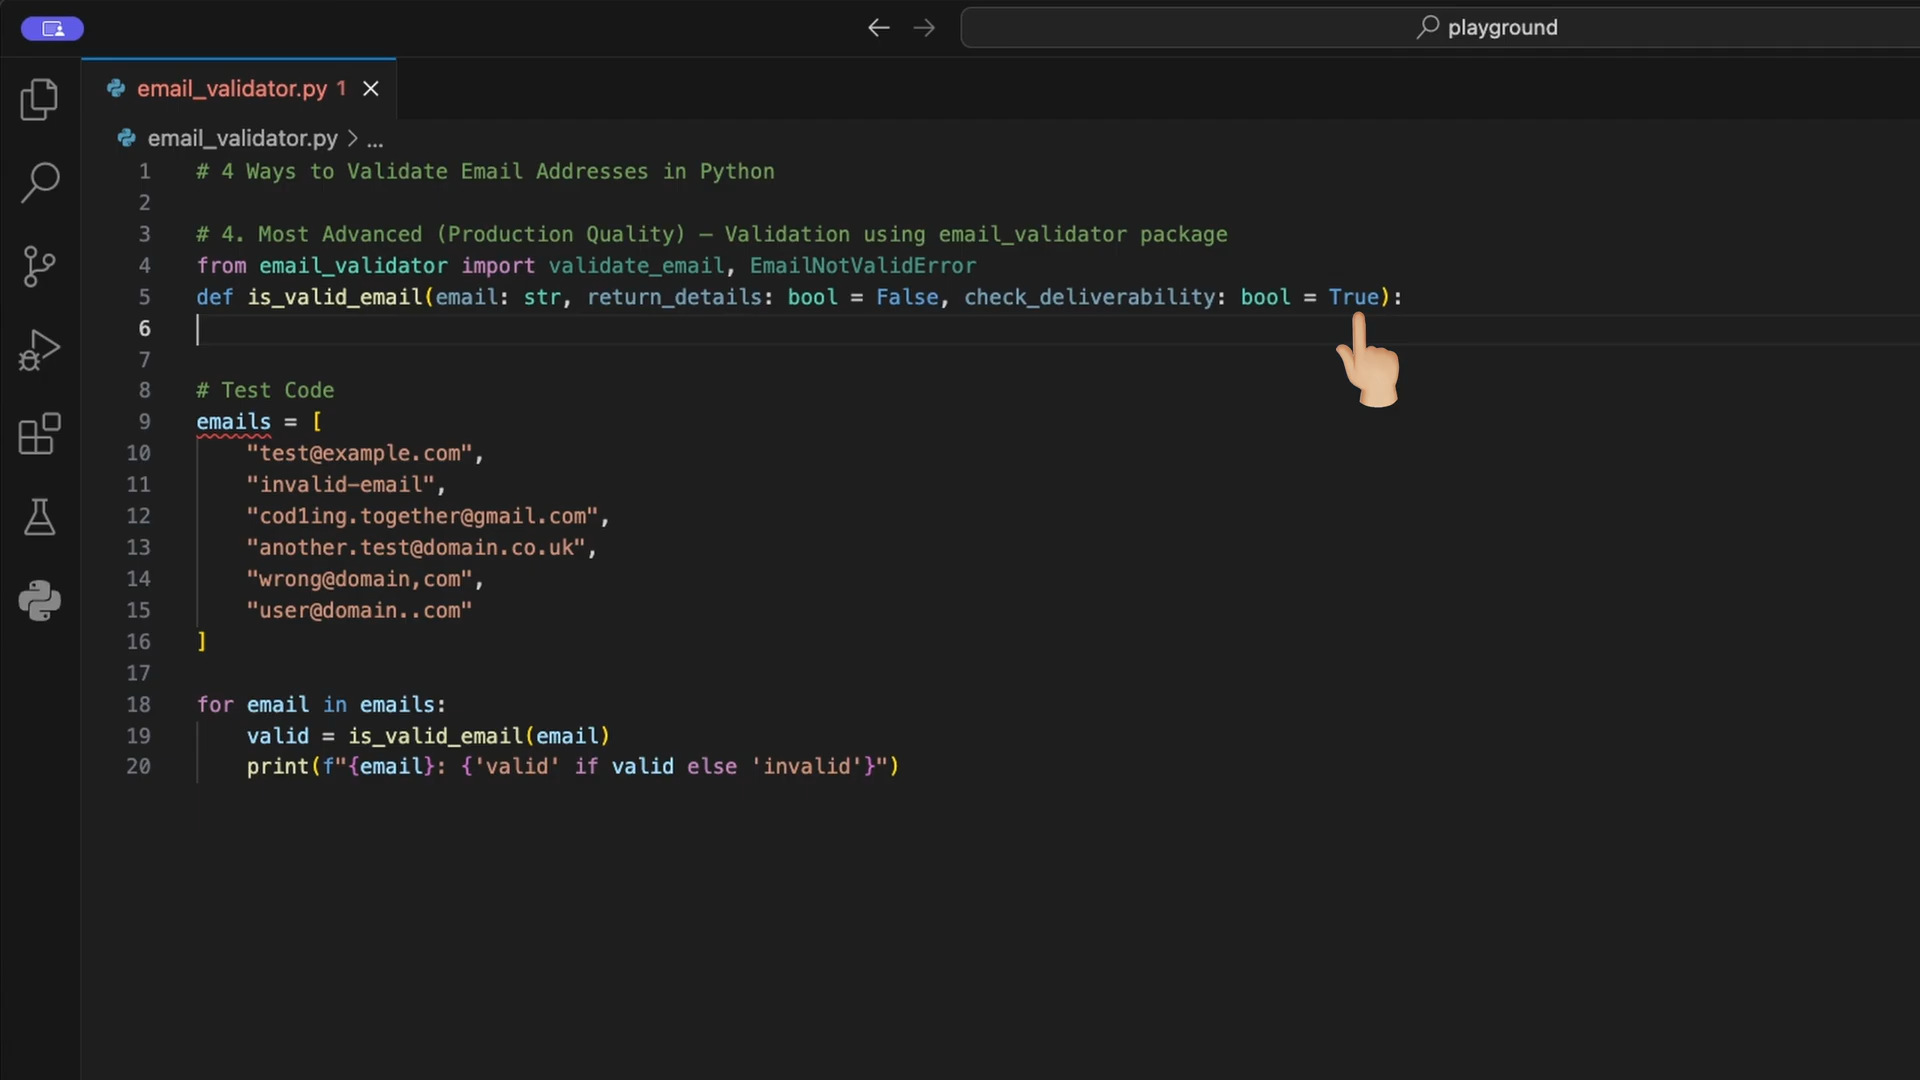 playground
email_validator.py 1
email_validator.py > ...
1 # 4 Ways to Validate Email Addresses in Python
2
3 # 4. Most Advanced (Production Quality) – Validation using email_validator package
4 from email_validator import validate_email, EmailNotValidError
5 def is_valid_email(email: str, return_details: bool = False, check_deliverability: bool = True):
6
7
8 # Test Code
9 emails = [
10 "test@example.com",
11 "invalid-email",
12 "cod1ing.together@gmail.com",
13 "another.test@domain.co.uk",
14 "wrong@domain,com",
15 "user@domain..com"
16 ]
17
18 for email in emails:
19 valid = is_valid_email(email)
20 print(f"{email}: {'valid' if valid else 'invalid'}")